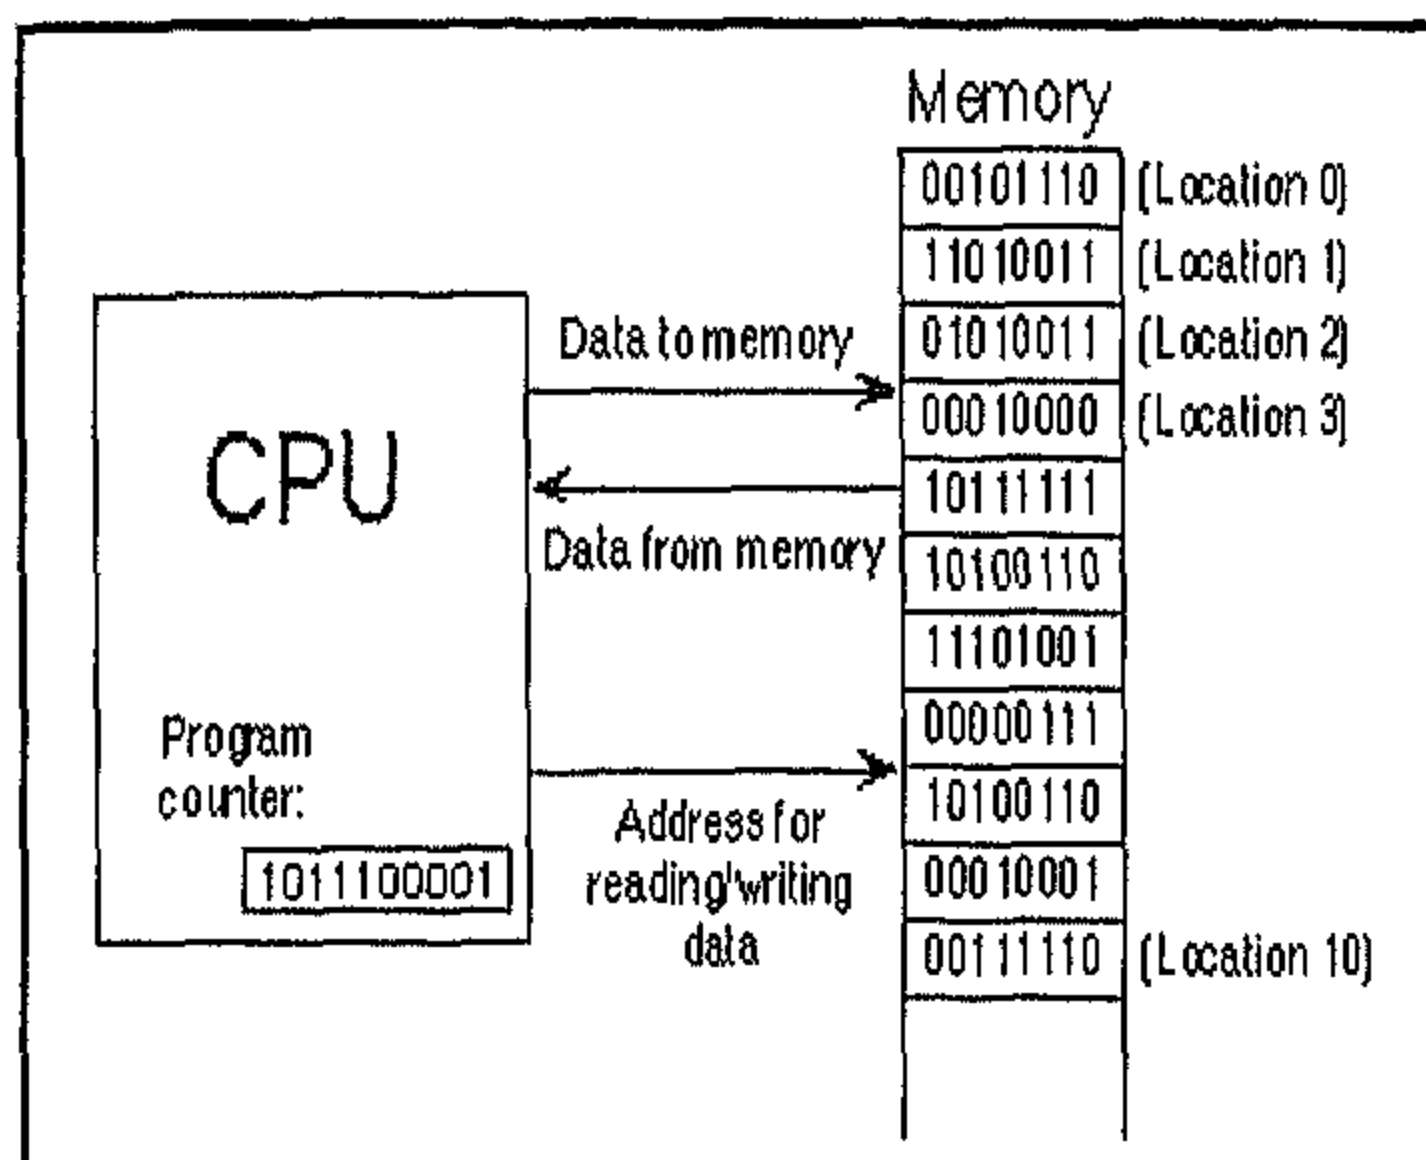 Memory
00101110 (Location 0)
11010011 (Location 1)
Data to memory
01010011 (Location 2)
00010000 (Location 3)
CPU
10111111
Data from memory
10100110
11101001
Program
counter:
00000111
10100110
Address for
reading/writing
data
1011100001
00010001
00111110 (Location 10)